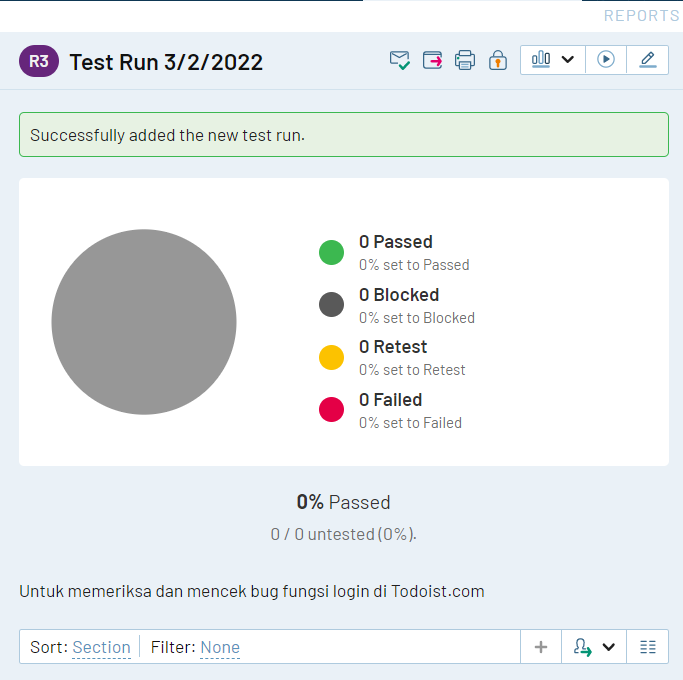 REPORTS
R3 Test Run 3/2/2022
Successfully added the new test run.
0 Passed
0% set to Passed
0 Blocked
0% set to Blocked
0 Retest
0% set to Retest
0 Failed
0% set to Failed
0% Passed
0 / 0 untested (0%).
Untuk memeriksa dan mencek bug fungsi login di Todoist.com
Sort: Section Filter: None